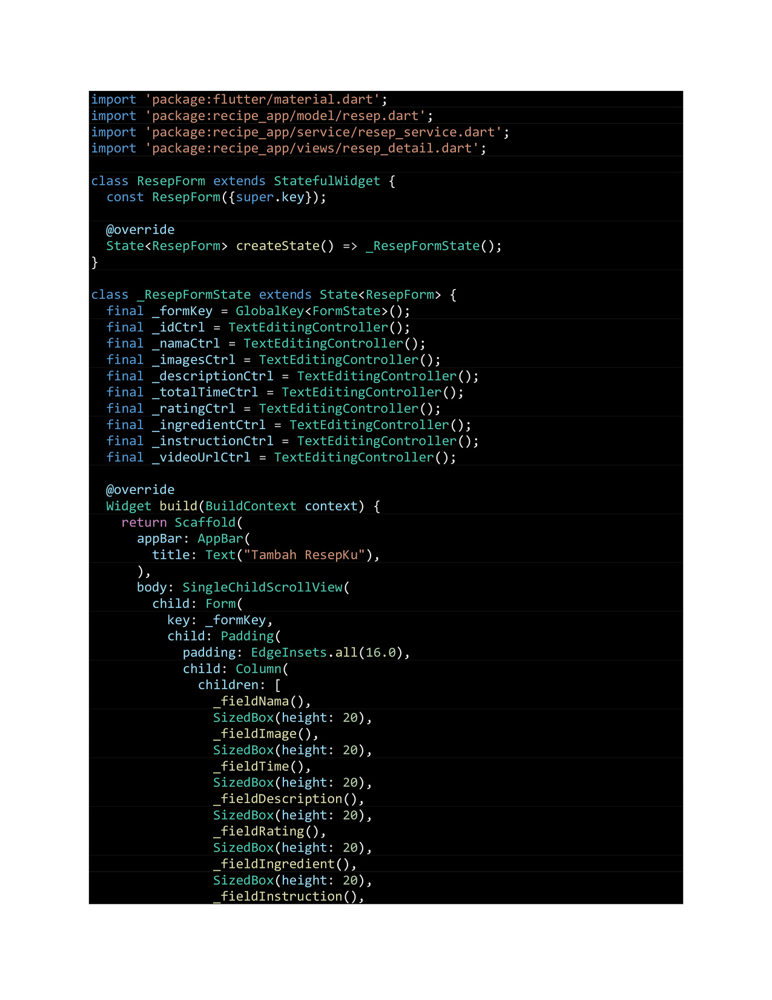 import 'package:flutter/material.dart';
import 'package:recipe_app/model/resep.dart';
import 'package:recipe_app/service/resep_service.dart';
import 'package:recipe_app/views/resep_detail.dart';

class ResepForm extends StatefulWidget {
  const ResepForm({super.key});

  @override
  State<ResepForm> createState() => _ResepFormState();
}

class _ResepFormState extends State<ResepForm> {
  final _formKey = GlobalKey<FormState>();
  final _idCtrl = TextEditingController();
  final _namaCtrl = TextEditingController();
  final _imagesCtrl = TextEditingController();
  final _descriptionCtrl = TextEditingController();
  final _totalTimeCtrl = TextEditingController();
  final _ratingCtrl = TextEditingController();
  final _ingredientCtrl = TextEditingController();
  final _instructionCtrl = TextEditingController();
  final _videoUrlCtrl = TextEditingController();

  @override
  Widget build(BuildContext context) {
    return Scaffold(
      appBar: AppBar(
        title: Text("Tambah ResepKu"),
      ),
      body: SingleChildScrollView(
        child: Form(
          key: _formKey,
          child: Padding(
            padding: EdgeInsets.all(16.0),
            child: Column(
              children: [
                _fieldNama(),
                SizedBox(height: 20),
                _fieldImage(),
                SizedBox(height: 20),
                _fieldTime(),
                SizedBox(height: 20),
                _fieldDescription(),
                SizedBox(height: 20),
                _fieldRating(),
                SizedBox(height: 20),
                _fieldIngredient(),
                SizedBox(height: 20),
                _fieldInstruction(),